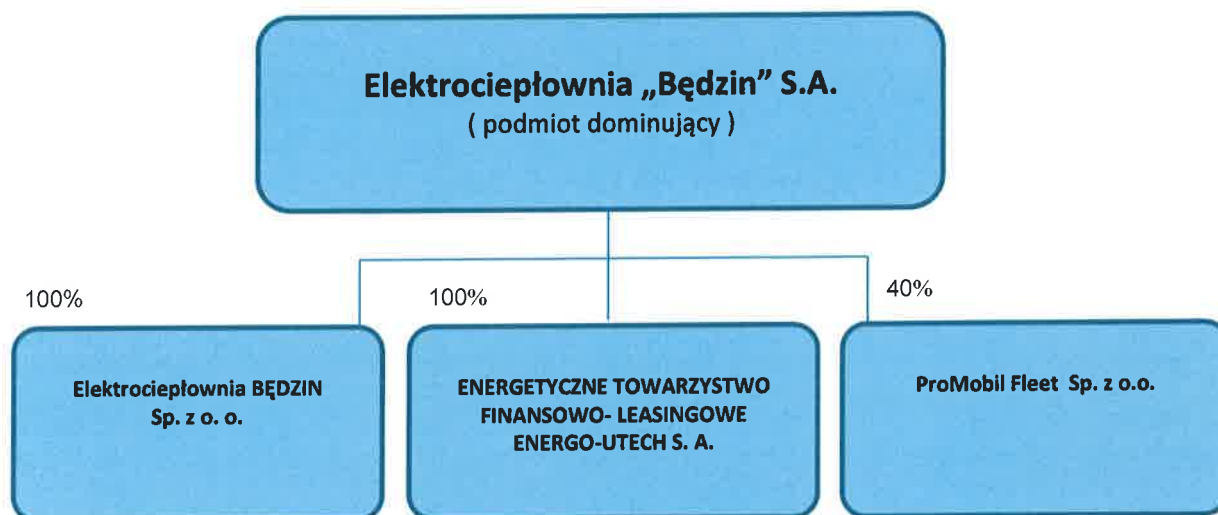 Elektrociepłownia „Będzin” S.A.
( podmiot dominujący )
100%
100%
40%
Elektrociepłownia BĘDZIN
Sp. z o. o.
ENERGETYCZNE TOWARZYSTWO
FINANSOWO- LEASINGOWE
ENERGO-UTECH S. A.
ProMobil Fleet Sp. z o.o.